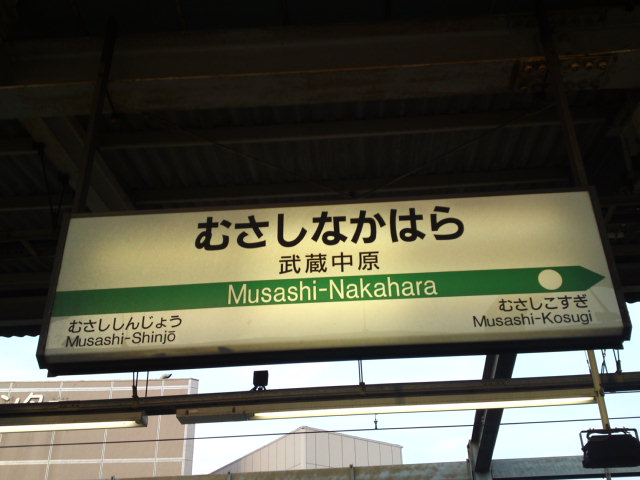 むさしなかはら
武蔵中原
Musashi-Nakahara
むさししんじょう
Musashi-Shinjō
むさしこすぎ
Musashi-Kosugi